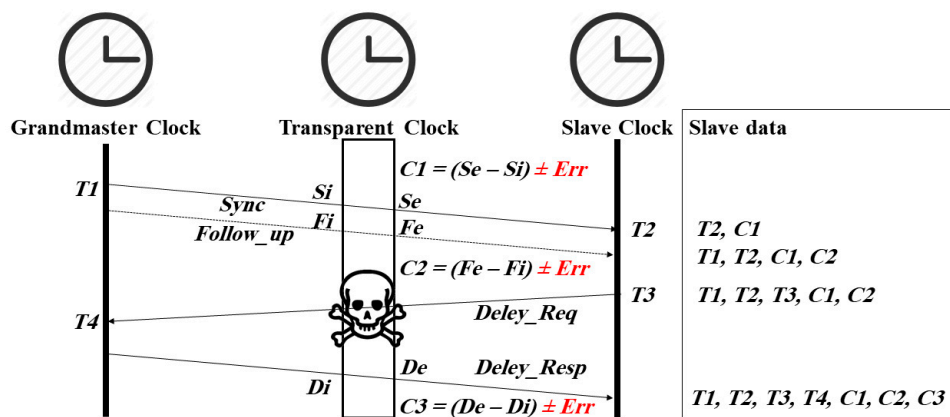 Grandmaster Clock
Transparent Clock
Slave Clock
Slave data
C1 = (Se – Si) ± Err
T1
Si
Se
Sync
Fi
Fe
T2
T2, C1
Follow_up
T1, T2, C1, C2
C2 = (Fe – Fi) ± Err
T3
T1, T2, T3, C1, C2
Deley_Req
T4
De
Deley_Resp
Di
C3 = (De – Di) ± Err
T1, T2, T3, T4, C1, C2, C3